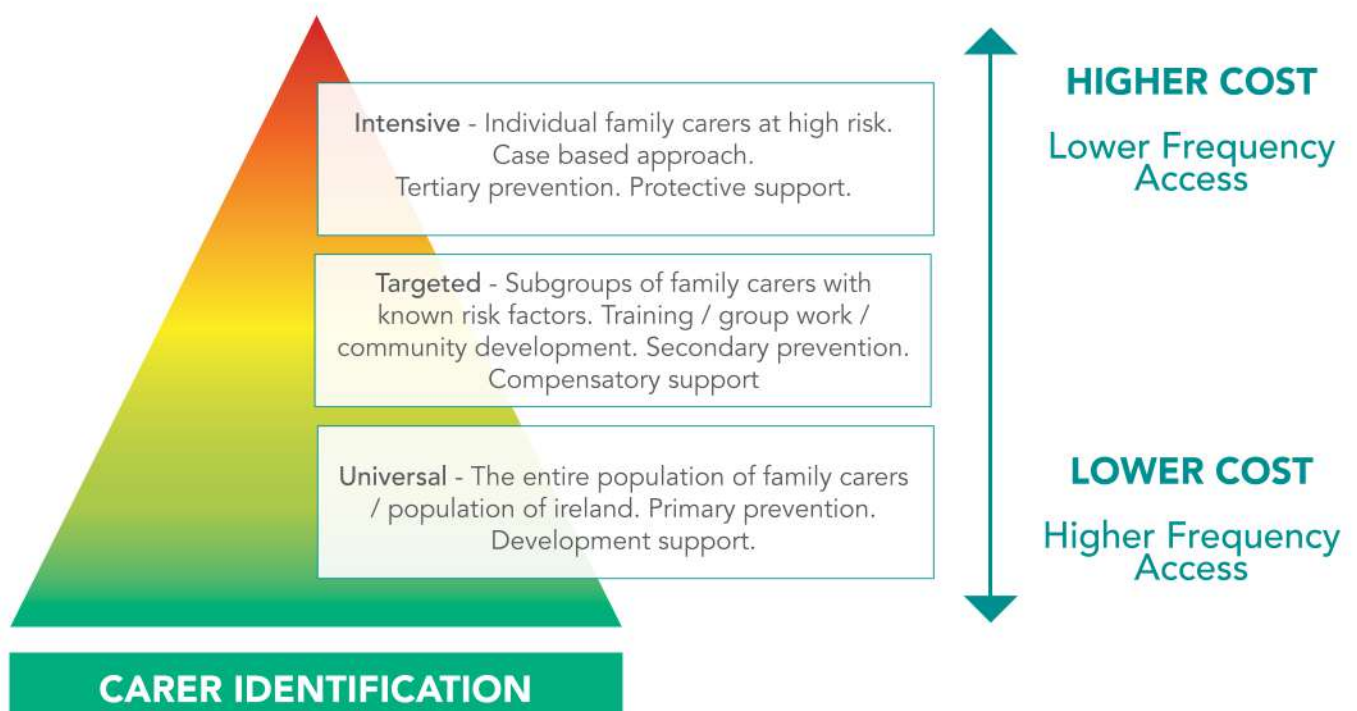 Intensive - Individual family carers at high risk.
Case based approach.
Tertiary prevention. Protective support.
Targeted - Subgroups of family carers with
known risk factors. Training / group work /
community development. Secondary prevention.
Compensatory support
Universal - The entire population of family carers
/ population of ireland. Primary prevention.
Development support.
HIGHER COST
Lower Frequency
Access
LOWER COST
Higher Frequency
Access
CARER IDENTIFICATION